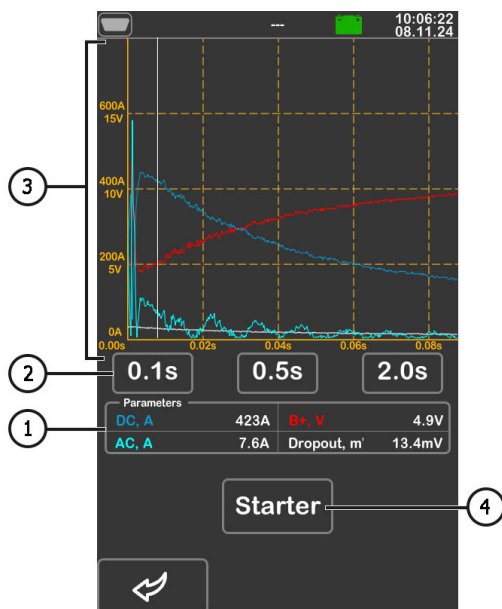 --- 10:06:22
08.11.24
600A
15V
3
400A
10V
200A
5V
0A
0.00s 0.02s 0.04s 0.06s 0.08s
2 0.1s 0.5s 2.0s
Parameters
1 DC, A 423A B+, V 4.9V
AC, A 7.6A Dropout, m' 13.4mV
Starter 4